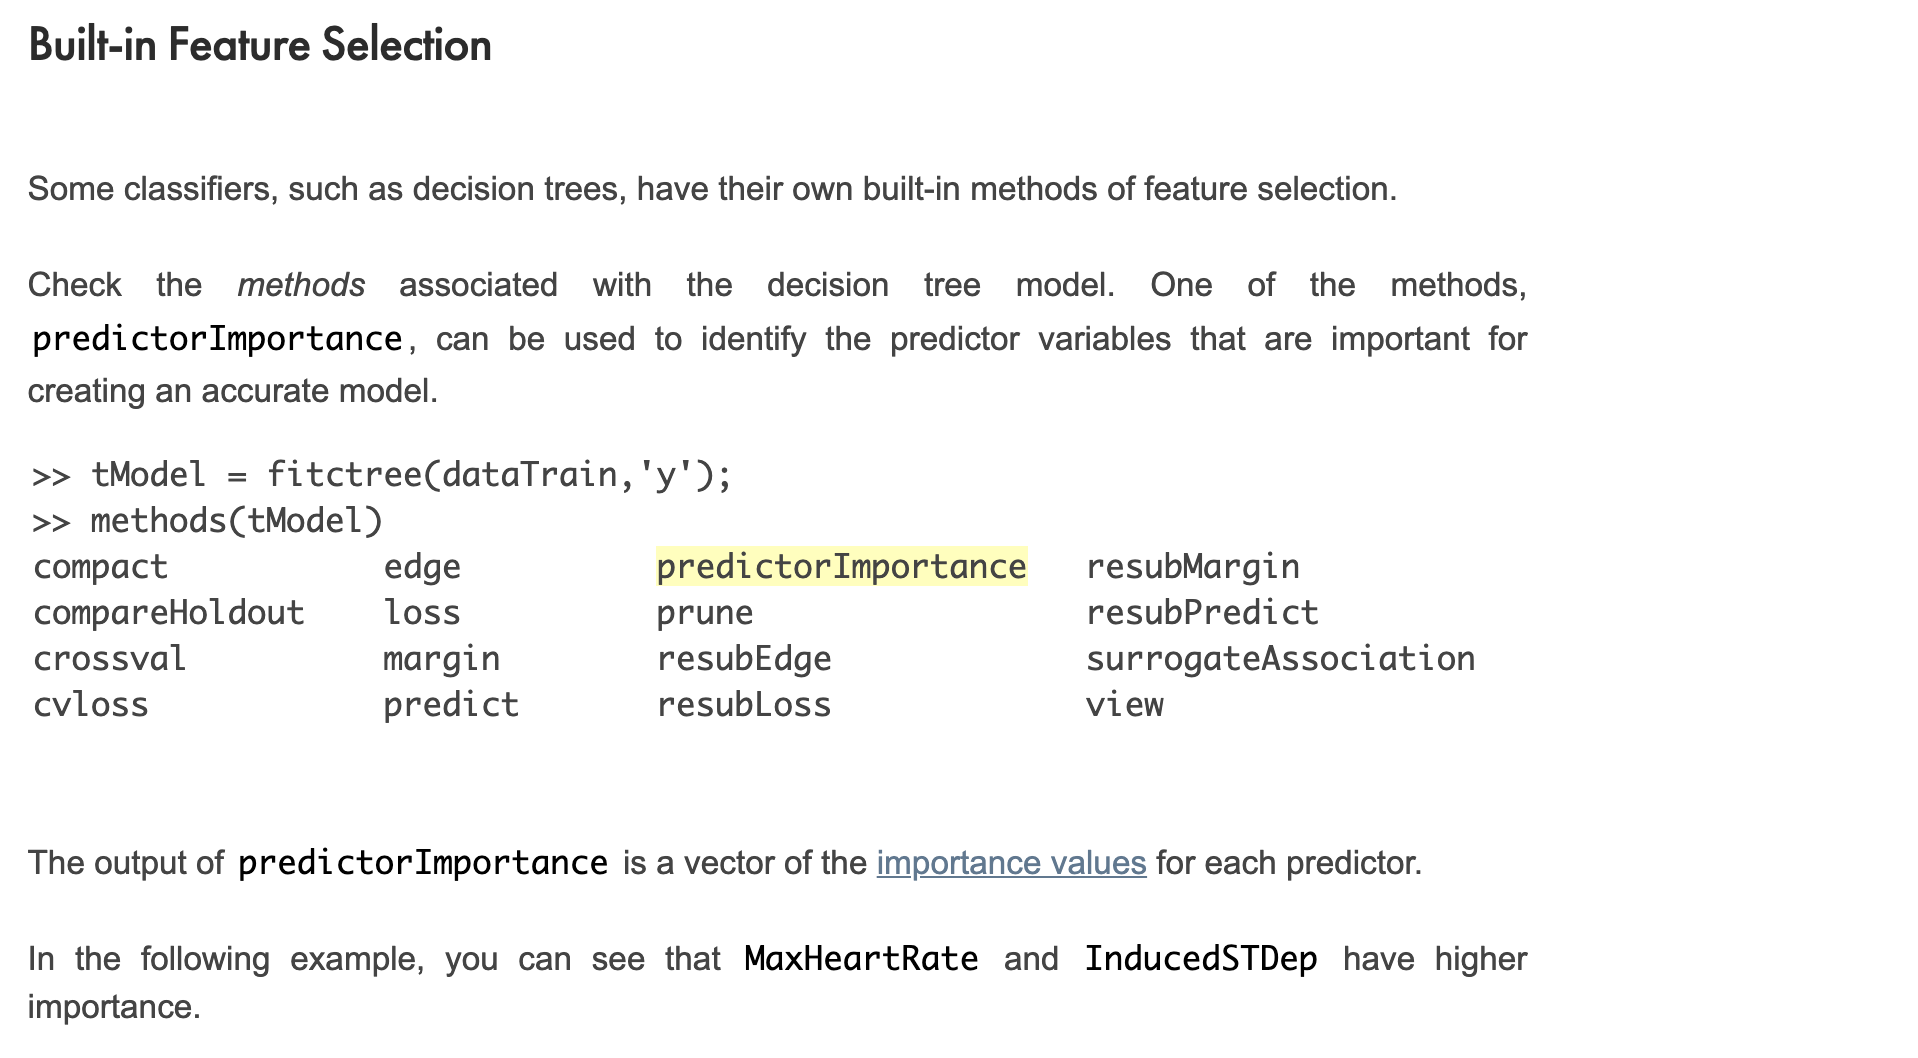 Built-in Feature Selection
Some classifiers, such as decision trees, have their own built-in methods of feature selection.
Check the methods associated with the decision tree model. One of the methods,
predictorImportance, can be used to identify the predictor variables that are important for
creating an accurate model.
>> tModel = fitctree(dataTrain,'y');
>> methods(tModel)
compact edge predictorImportance resubMargin
compareHoldout loss prune resubPredict
crossval margin resubEdge surrogateAssociation
cvloss predict resubLoss view
The output of predictorImportance is a vector of the importance values for each predictor.
In the following example, you can see that MaxHeartRate and InducedSTDep have higher
importance.